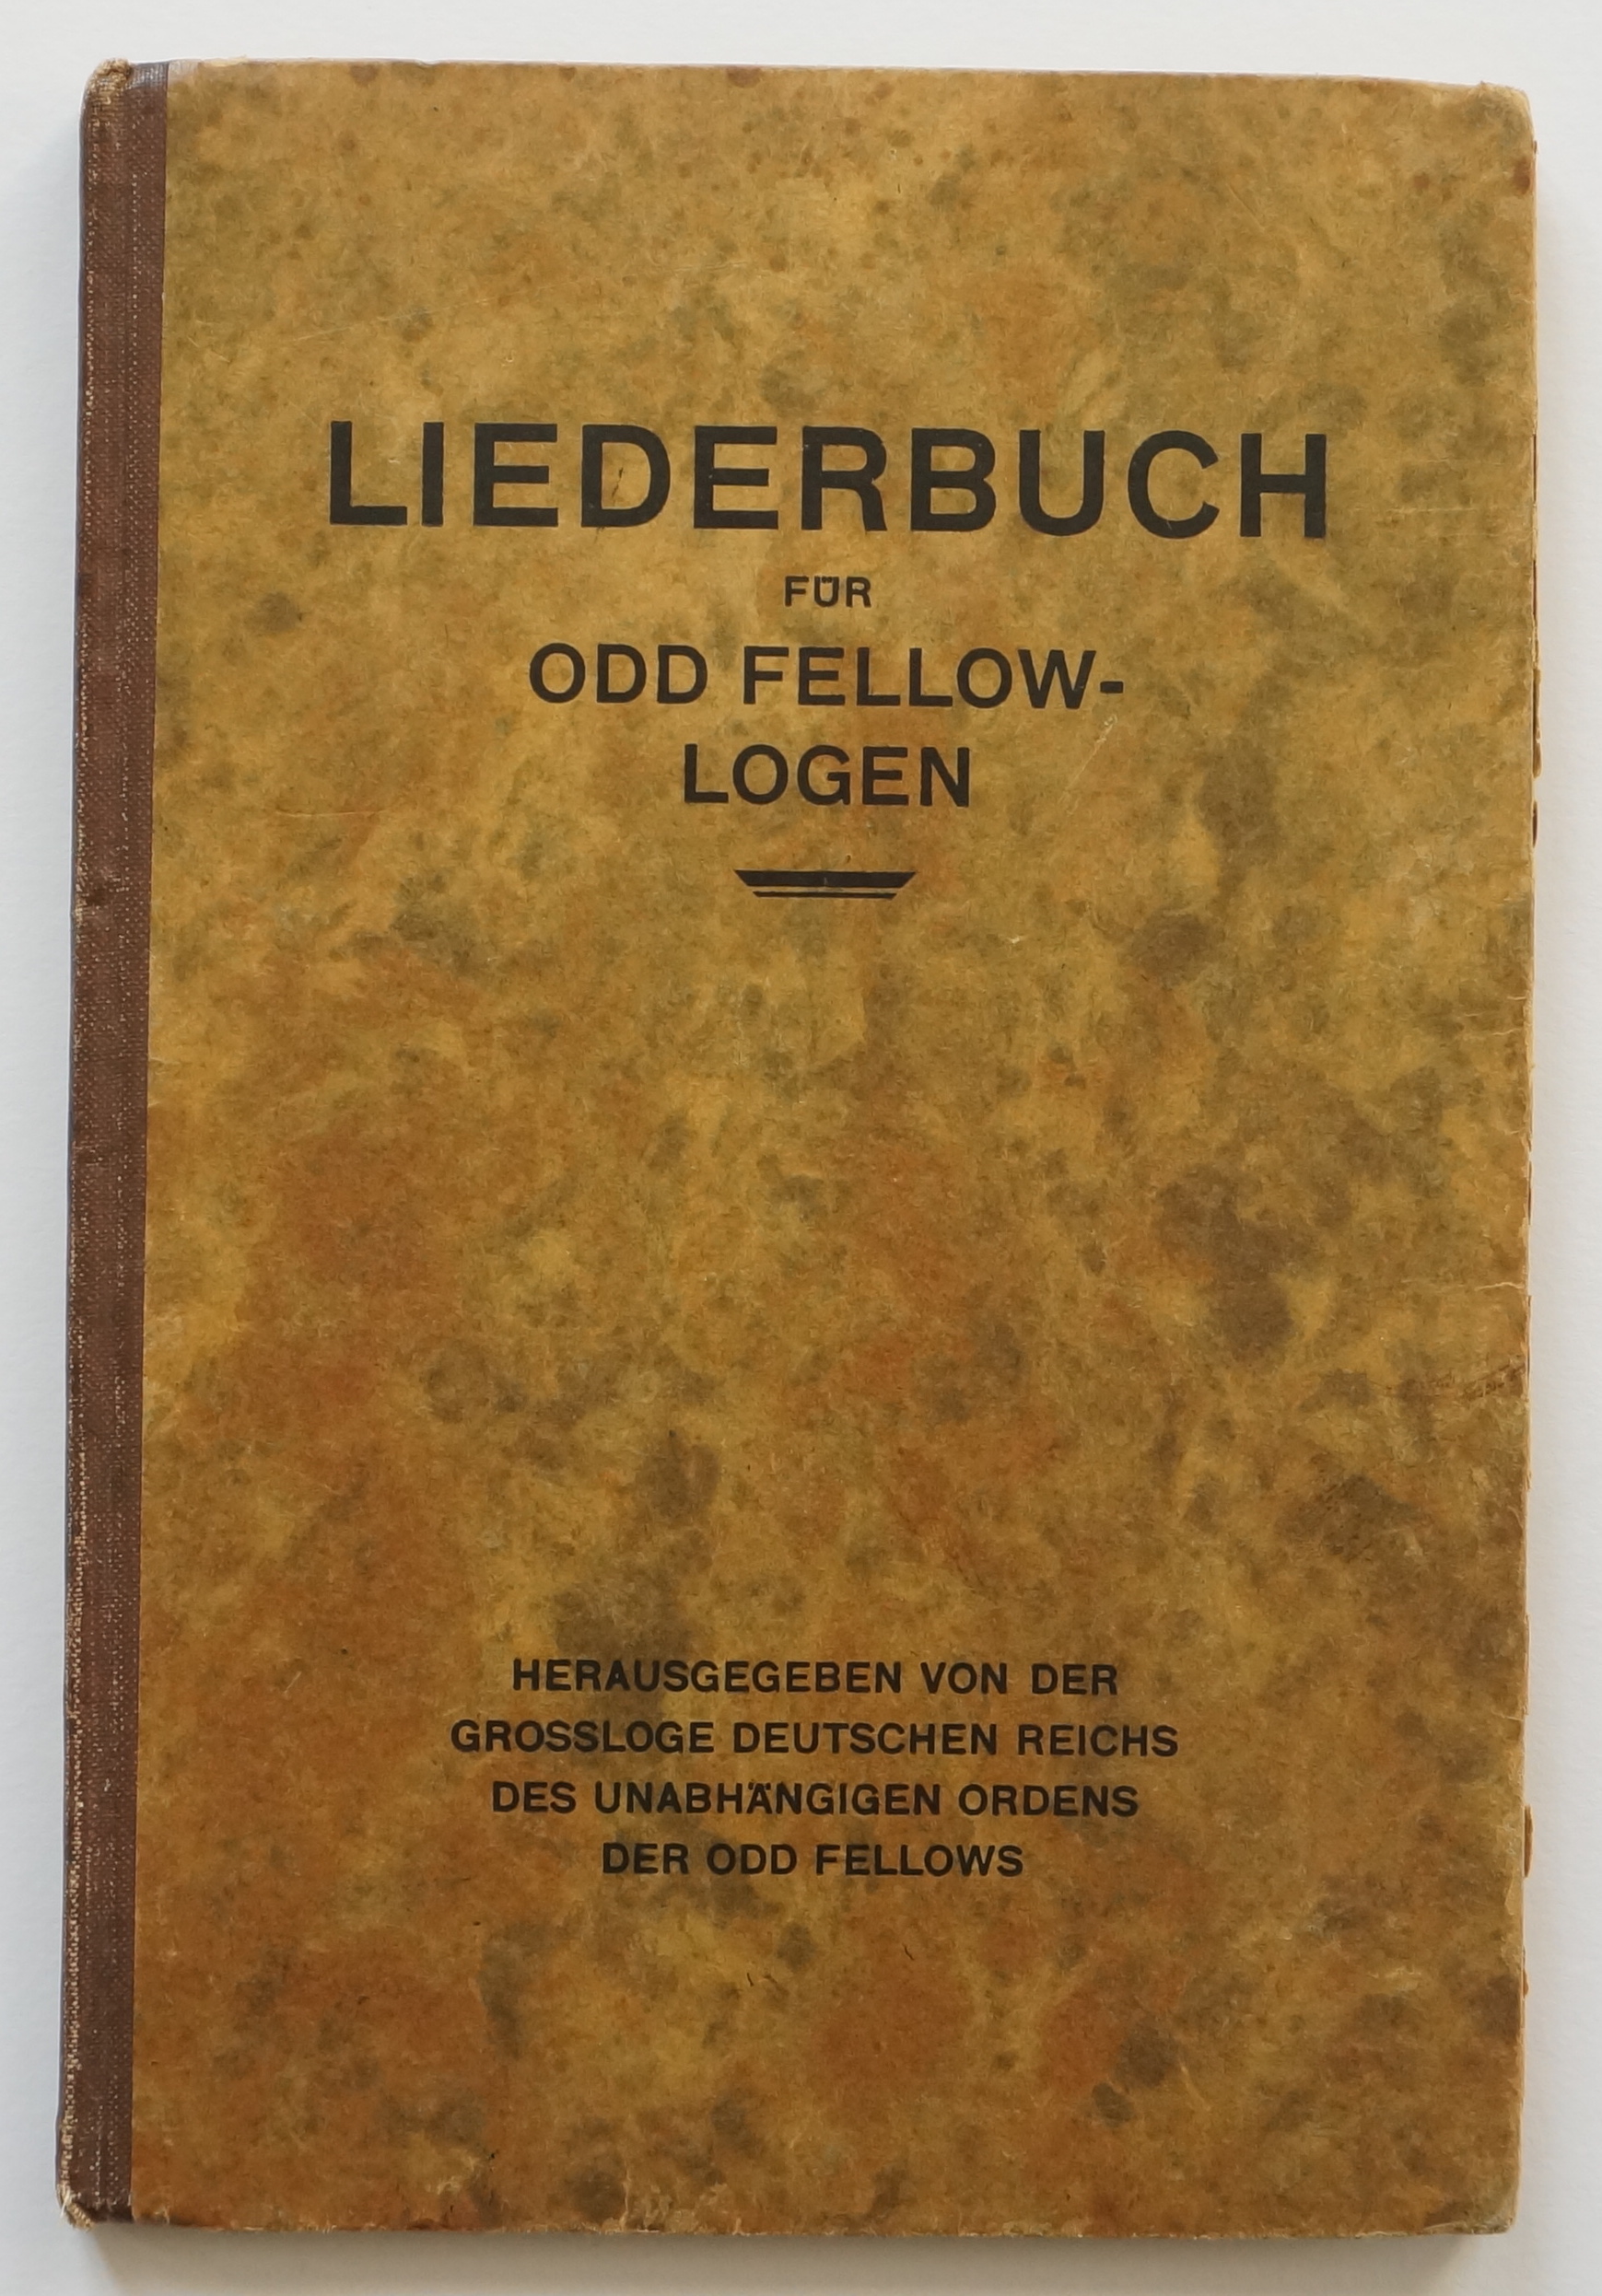 LIEDERBUCH
FÜR
ODD FELLOW-
LOGEN
HERAUSGEGEBEN VON DER
GROSSLOGE DEUTSCHEN REICHS
DES UNABHÄNGIGEN ORDENS
DER ODD FELLOWS